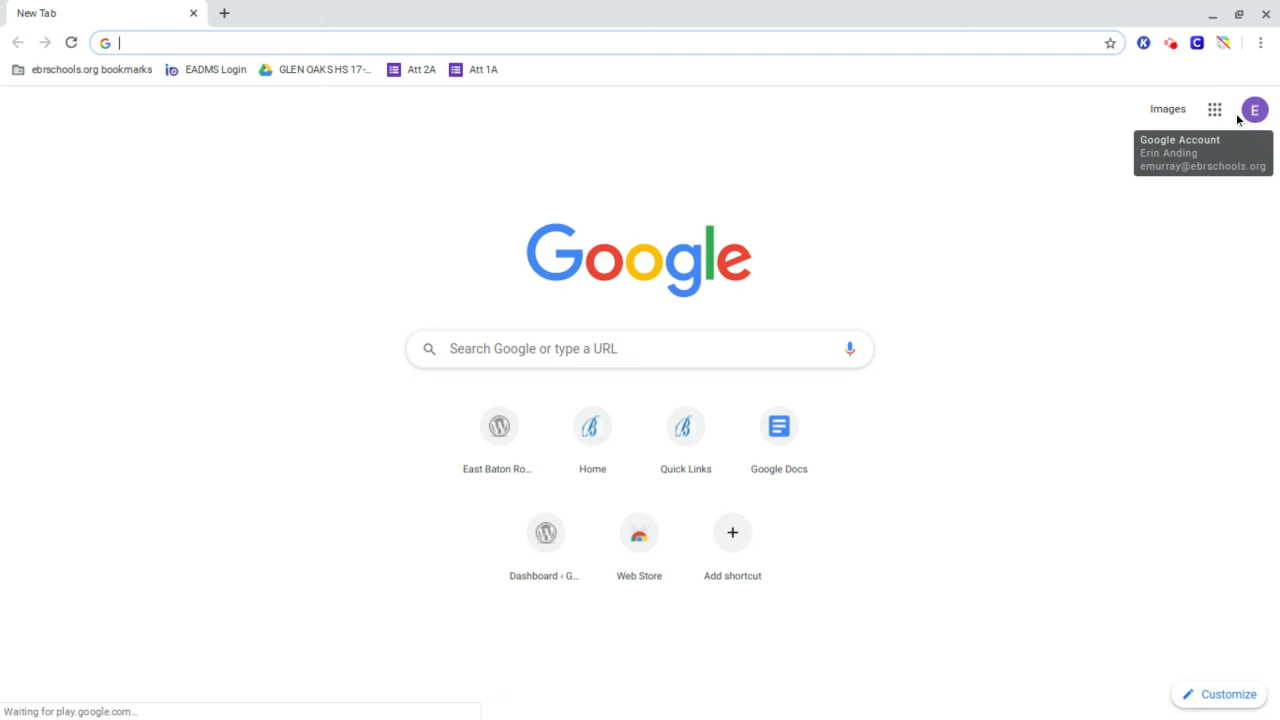 New Tab
ebrschools.org bookmarks
EADMS Login
GLEN OAKS HS 17-...
Att 2A
Att 1A
Images
E
Google Account
Erin Anding
emurray@ebrschools.org
Google
Search Google or type a URL
East Baton Ro...
Home
Quick Links
Google Docs
Dashboard ‹ G...
Web Store
Add shortcut
Customize
Waiting for play.google.com...